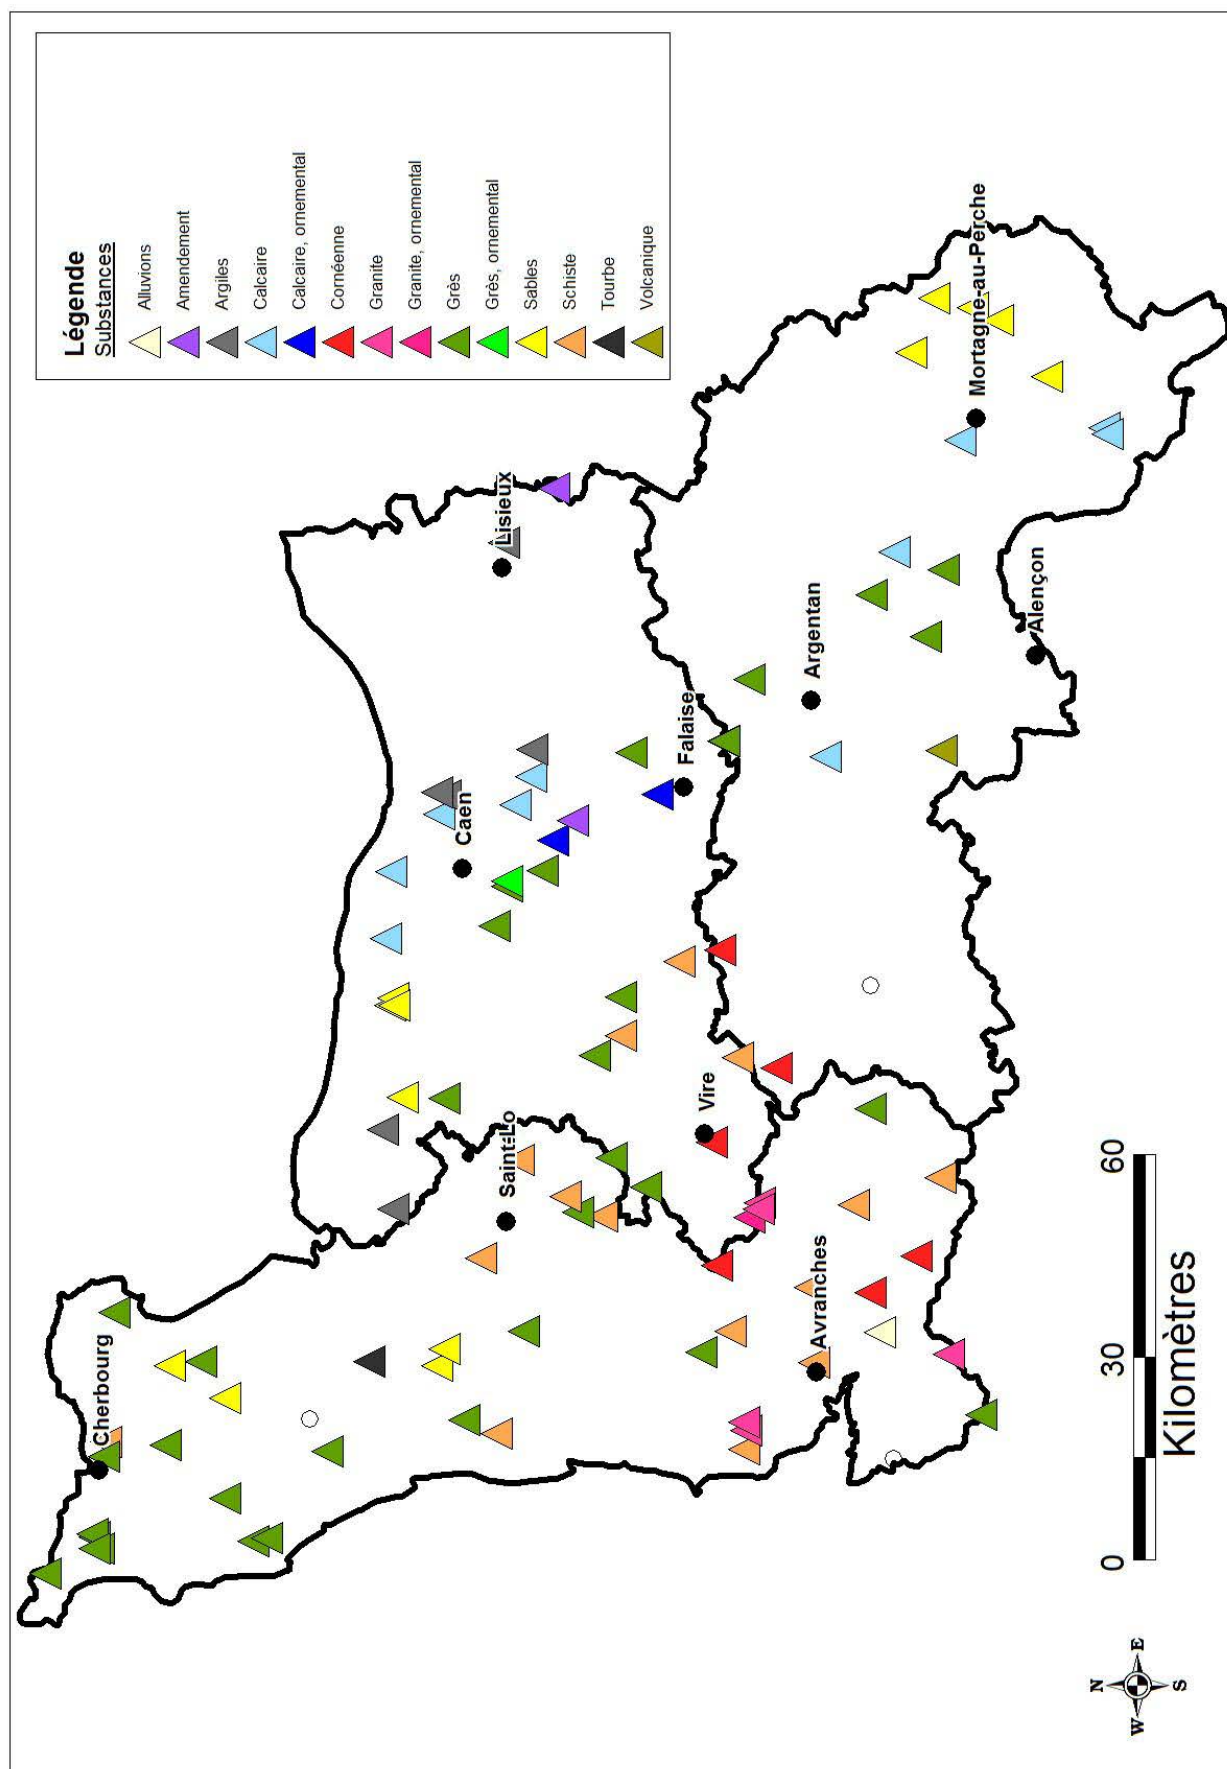 Légende
Substances
Alluvions
Amendement
Argiles
Calcaire
Calcaire, ornemental
Cornéenne
Granite
Granite, ornemental
Grès
Grès, ornemental
Sables
Schiste
Tourbe
Volcanique
Cherbourg
Saint-Lo
Caen
Lisieux
Vire
Falaise
Avranches
Argentan
Mortagne-au-Perche
Alençon
N
W
E
S
0
30
60
Kilomètres